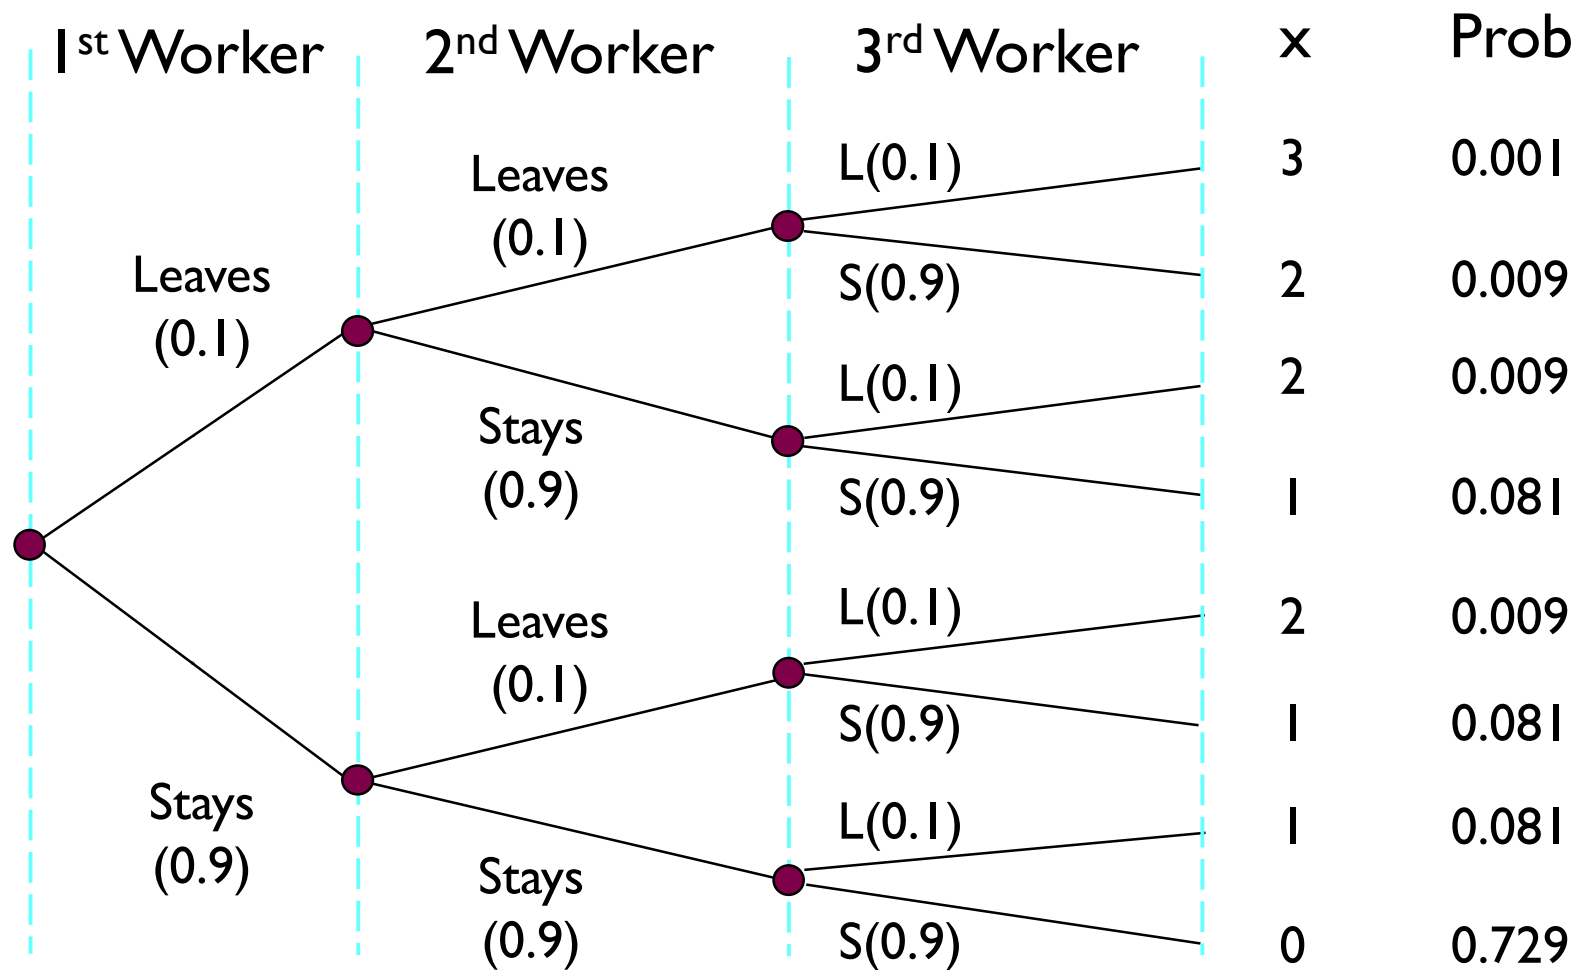 1st Worker 2nd Worker 3rd Worker x Prob
L(0.1) 3 0.001
Leaves
(0.1)
Leaves
(0.1)
S(0.9) 2 0.009
L(0.1) 2 0.009
Stays
(0.9)
S(0.9) 1 0.081
L(0.1) 2 0.009
Leaves
(0.1)
S(0.9) 1 0.081
Stays
(0.9)
L(0.1) 1 0.081
Stays
(0.9)
S(0.9) 0 0.729